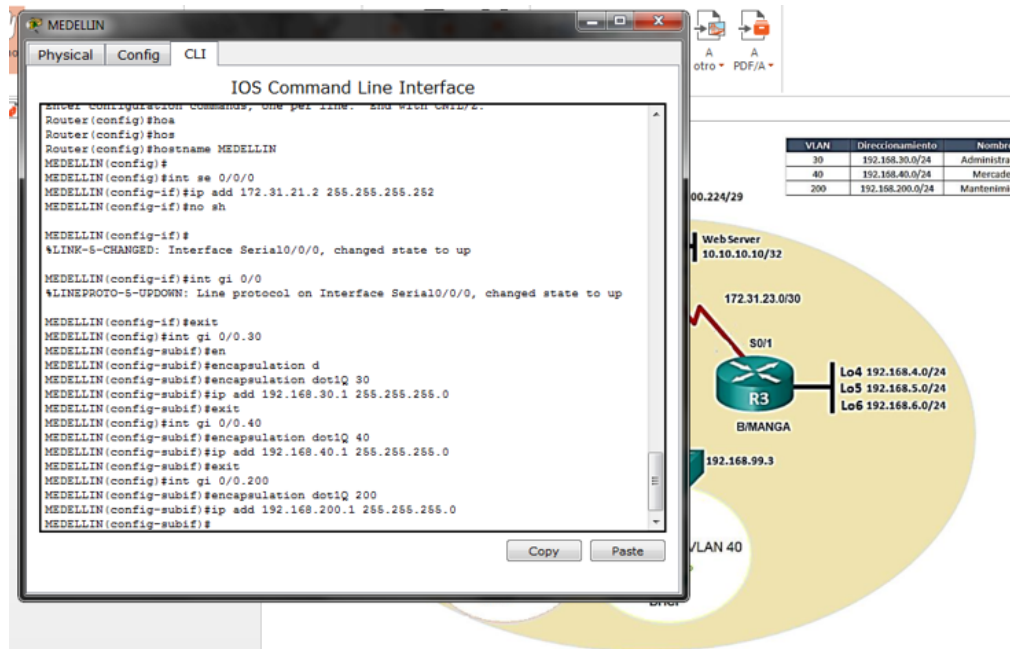 MEDELLIN
Physical Config CLI
IOS Command Line Interface
Enter configuration commands, one per line. End with CNTL/Z.
Router(config)#hoa
Router(config)#hos
Router(config)#hostname MEDELLIN
MEDELLIN(config)#
MEDELLIN(config)#int se 0/0/0
MEDELLIN(config-if)#ip add 172.31.21.2 255.255.255.252
MEDELLIN(config-if)#no sh
MEDELLIN(config-if)#
%LINK-5-CHANGED: Interface Serial0/0/0, changed state to up
MEDELLIN(config-if)#int gi 0/0
%LINEPROTO-5-UPDOWN: Line protocol on Interface Serial0/0/0, changed state to up
MEDELLIN(config-if)#exit
MEDELLIN(config)#int gi 0/0.30
MEDELLIN(config-subif)#en
MEDELLIN(config-subif)#encapsulation d
MEDELLIN(config-subif)#encapsulation dot1Q 30
MEDELLIN(config-subif)#ip add 192.168.30.1 255.255.255.0
MEDELLIN(config-subif)#exit
MEDELLIN(config)#int gi 0/0.40
MEDELLIN(config-subif)#encapsulation dot1Q 40
MEDELLIN(config-subif)#ip add 192.168.40.1 255.255.255.0
MEDELLIN(config-subif)#exit
MEDELLIN(config)#int gi 0/0.200
MEDELLIN(config-subif)#encapsulation dot1Q 200
MEDELLIN(config-subif)#ip add 192.168.200.1 255.255.255.0
MEDELLIN(config-subif)#
Copy Paste
A A
otro PDF/A
VLAN Direccionamiento Nombre
30 192.168.30.0/24 Administra
40 192.168.40.0/24 Mercade
200 192.168.200.0/24 Mantenimi
00.224/29
Web Server
10.10.10.10/32
172.31.23.0/30
S0/1
R3
B/MANGA
Lo4 192.168.4.0/24
Lo5 192.168.5.0/24
Lo6 192.168.6.0/24
192.168.99.3
VLAN 40